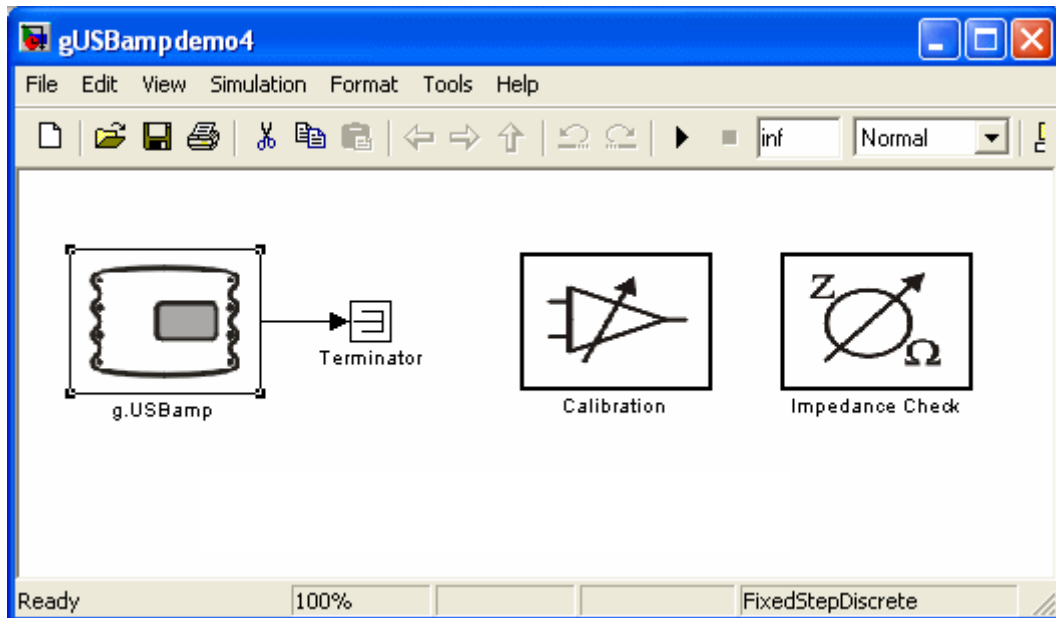 gUSBampdemo4
File Edit View Simulation Format Tools Help
inf Normal
Z
Ω
Terminator
g.USBamp
Calibration
Impedance Check
Ready 100% FixedStepDiscrete